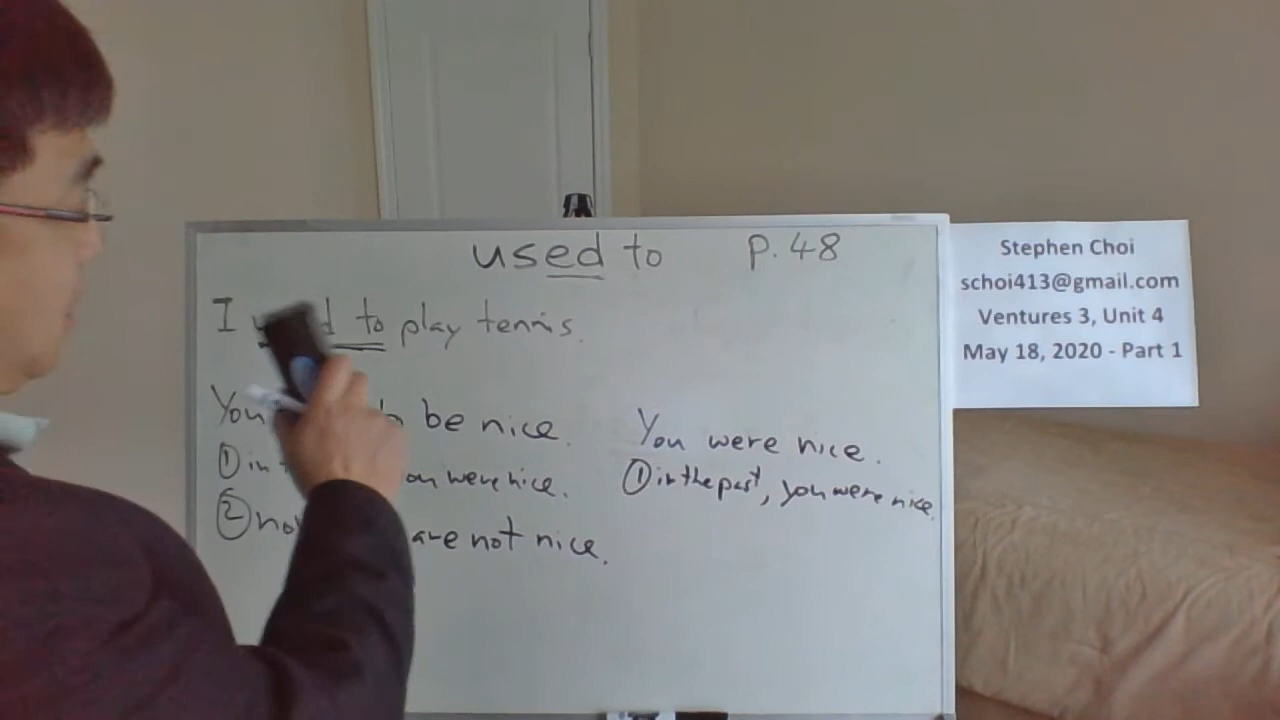 used to p.48
I to play tennis.
You be nice.
① in were nice.
② are not nice.
You were nice.
① in the past, you were nice.
Stephen Choi
schoi413@gmail.com
Ventures 3, Unit 4
May 18, 2020 - Part 1